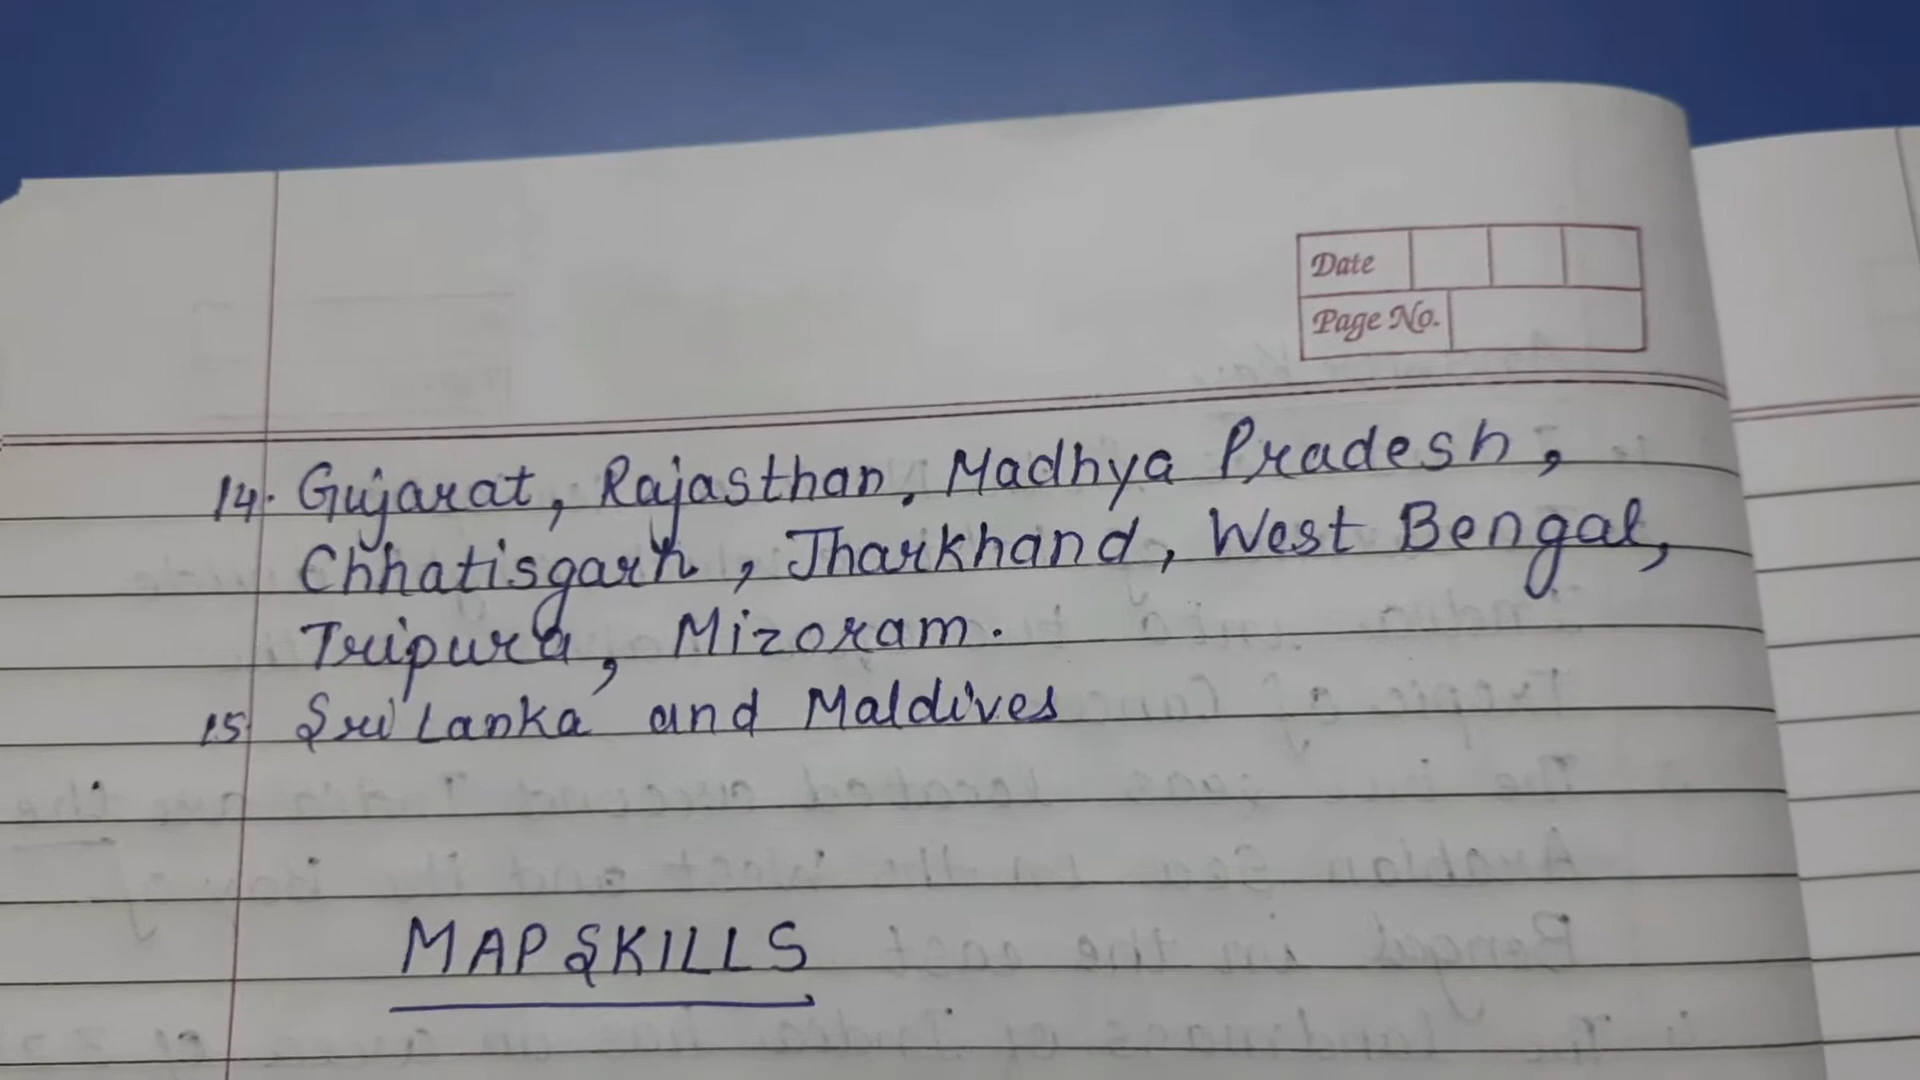 Date
Page No.
14. Gujarat, Rajasthan, Madhya Pradesh,
Chhatisgarh, Jharkhand, West Bengal,
Tripura, Mizoram.
15 Sri Lanka and Maldives
MAP SKILLS